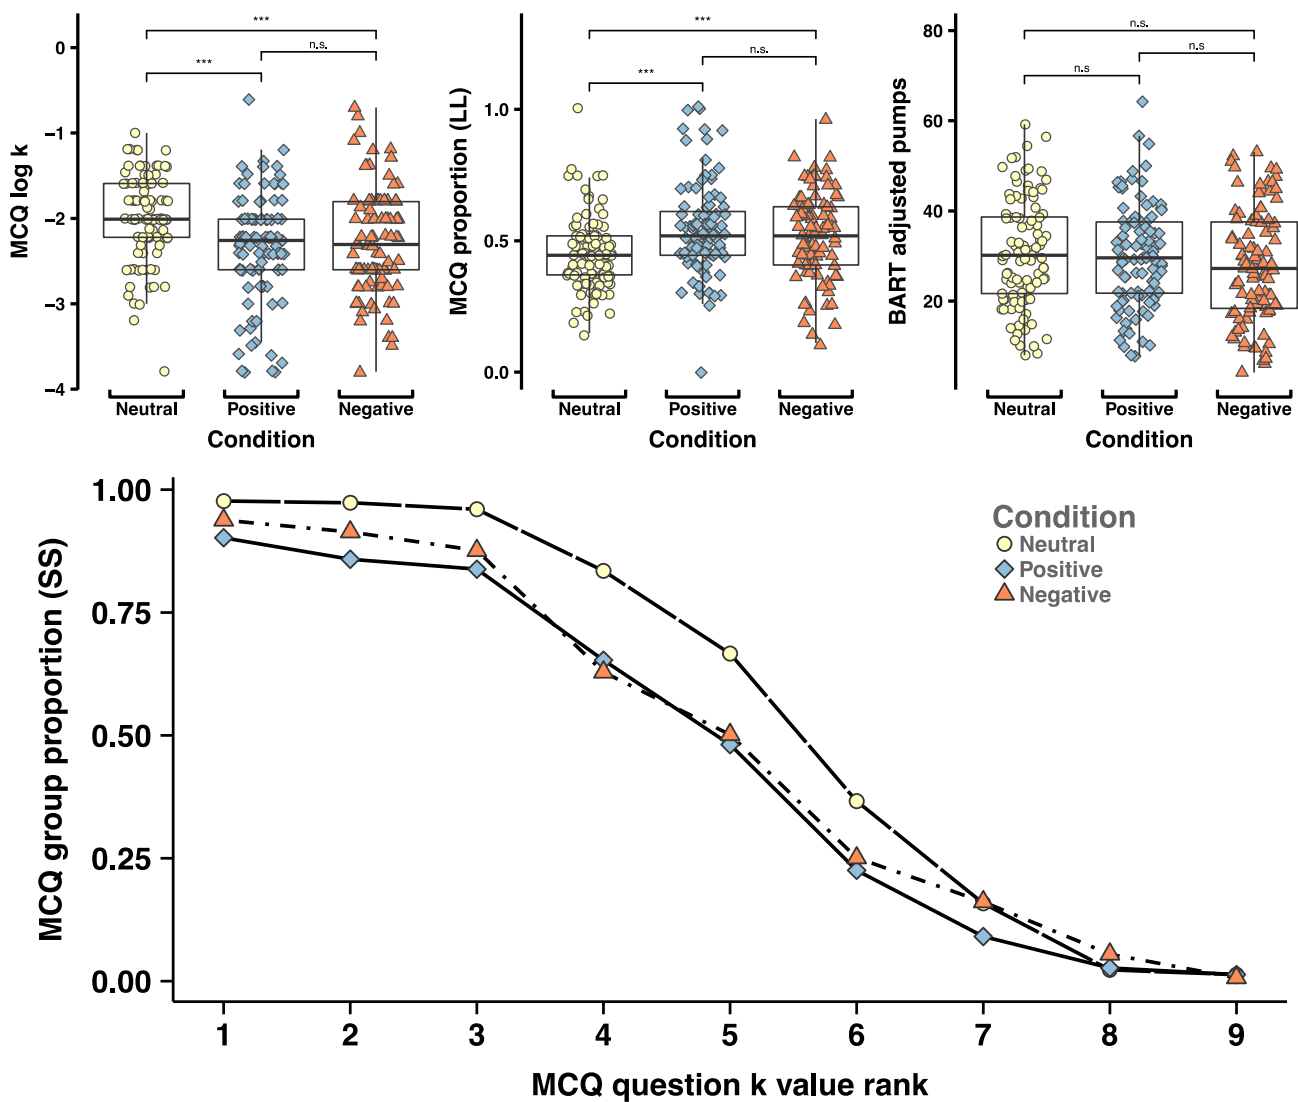 ***
n.s.
***
0
−1
−2
−3
−4
MCQ log k
Neutral
Positive
Negative
Condition
***
n.s.
***
1.0
0.5
0.0
MCQ proportion (LL)
Neutral
Positive
Negative
Condition
n.s.
n.s
n.s
80
60
40
20
BART adjusted pumps
Neutral
Positive
Negative
Condition
1.00
0.75
0.50
0.25
0.00
MCQ group proportion (SS)
Condition
Neutral
Positive
Negative
1 2 3 4 5 6 7 8 9
MCQ question k value rank